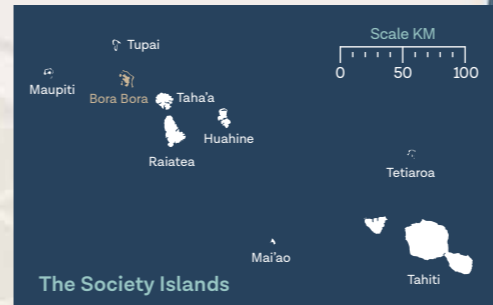 Scale KM
0 50 100
Tupai
Maupiti
Bora Bora
Taha'a
Huahine
Raiatea
Tetiaroa
Mai'ao
Tahiti
The Society Islands